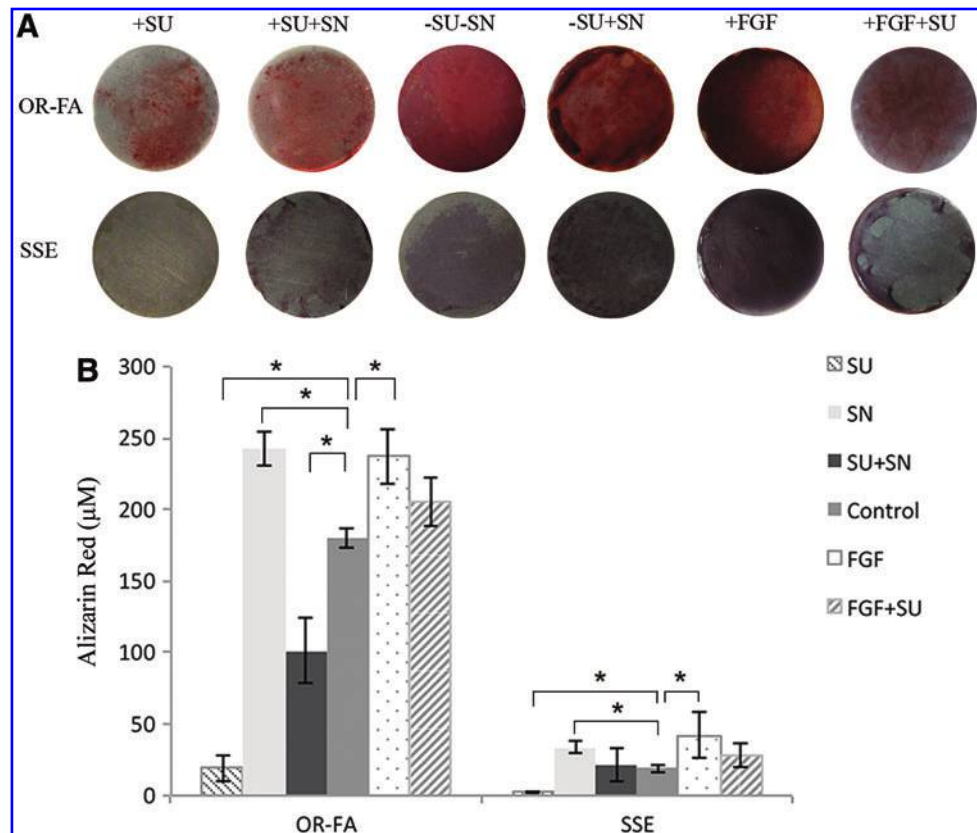 A
+SU +SU+SN -SU-SN -SU+SN +FGF +FGF+SU
OR-FA
SSE
B
Alizarin Red (µM)
300
250
200
150
100
50
0
* *
*
*
* *
*
OR-FA SSE
SU
SN
SU+SN
Control
FGF
FGF+SU